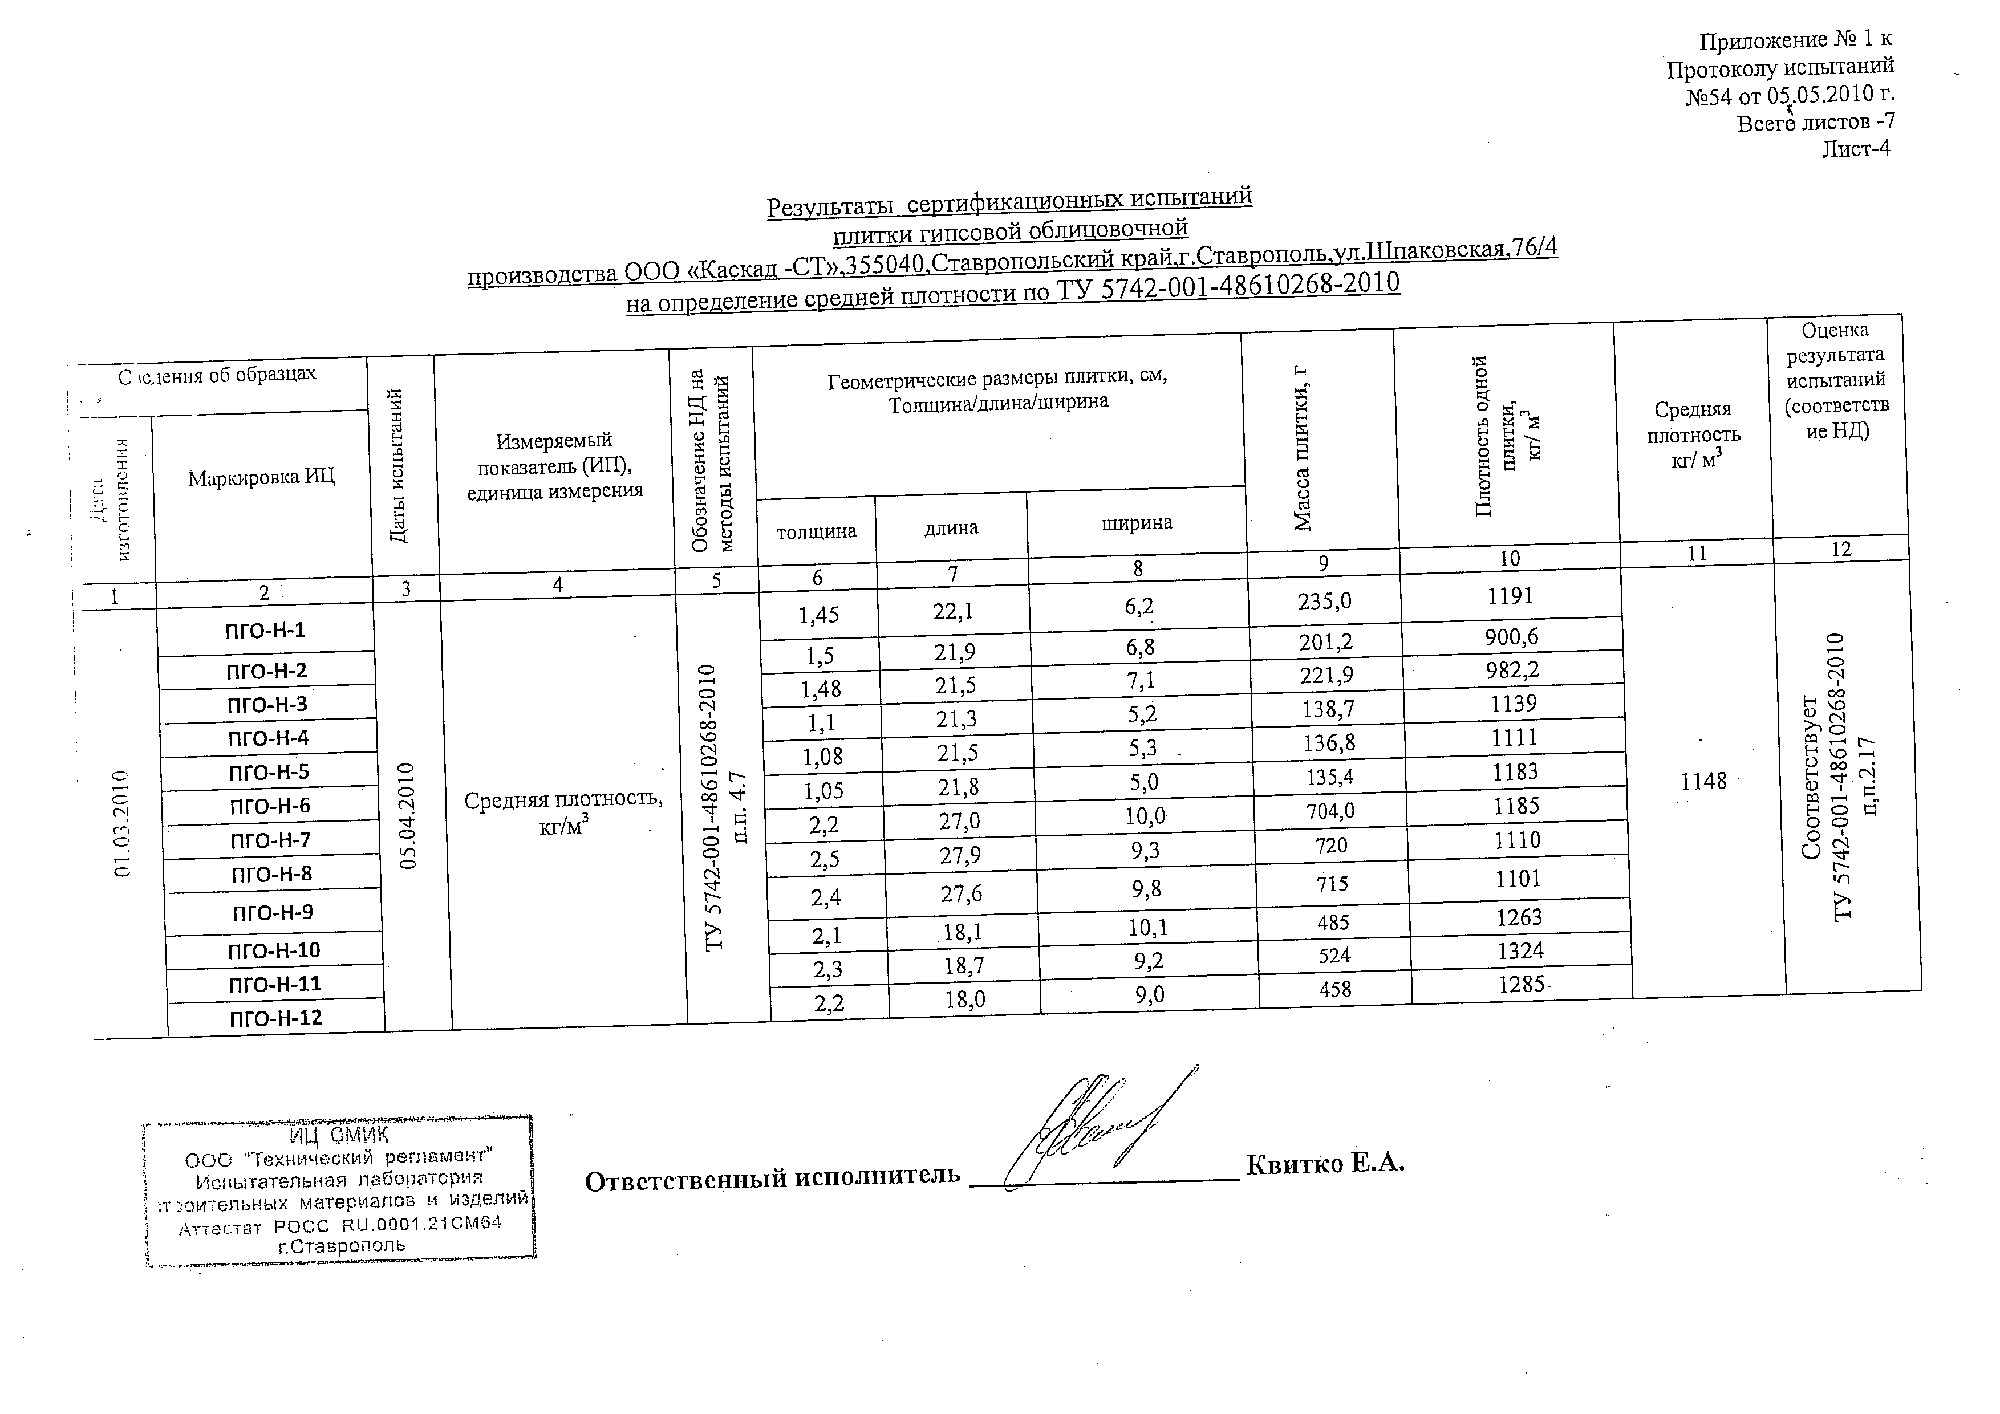 Приложение № 1 к
Протоколу испытаний
№54 от 05.05.2010 г.
Всего листов -7
Лист-4
Результаты сертификационных испытаний
плитки гипсовой облицовочной
производства ООО «Каскад -СТ»,355040,Ставропольский край,г.Ставрополь,ул.Шпаковская,76/4
на определение средней плотности по ТУ 5742-001-48610268-2010
Сведения об образцах
Дата
изготовления
Маркировка ИЦ
Даты испытаний
Измеряемый
показатель (ИП),
единица измерения
Обозначение НД на
методы испытаний
Геометрические размеры плитки, см,
Толщина/длина/ширина
толщина
длина
ширина
Масса плитки, г
Плотность одной
плитки,
кг/ м³
Средняя
плотность
кг/ м³
Оценка
результата
испытаний
(соответств
ие НД)
1 2 3 4 5 6 7 8 9 10 11 12
01.03.2010
05.04.2010
Средняя плотность,
кг/м³
ТУ 5742-001-48610268-2010
п.п. 4.7
ПГО-Н-1 1,45 22,1 6,2 235,0 1191
ПГО-Н-2 1,5 21,9 6,8 201,2 900,6
ПГО-Н-3 1,48 21,5 7,1 221,9 982,2
ПГО-Н-4 1,1 21,3 5,2 138,7 1139
ПГО-Н-5 1,08 21,5 5,3 136,8 1111
ПГО-Н-6 1,05 21,8 5,0 135,4 1183
ПГО-Н-7 2,2 27,0 10,0 704,0 1185
ПГО-Н-8 2,5 27,9 9,3 720 1110
ПГО-Н-9 2,4 27,6 9,8 715 1101
ПГО-Н-10 2,1 18,1 10,1 485 1263
ПГО-Н-11 2,3 18,7 9,2 524 1324
ПГО-Н-12 2,2 18,0 9,0 458 1285
1148
Соответствует
ТУ 5742-001-48610268-2010
п,п.2.17
ИЦ СМИК
ООО "Технический регламент"
Испытательная лаборатория
строительных материалов и изделий
Аттестат РОСС RU.0001.21СМ64
г.Ставрополь
Ответственный исполнитель Квитко Е.А.